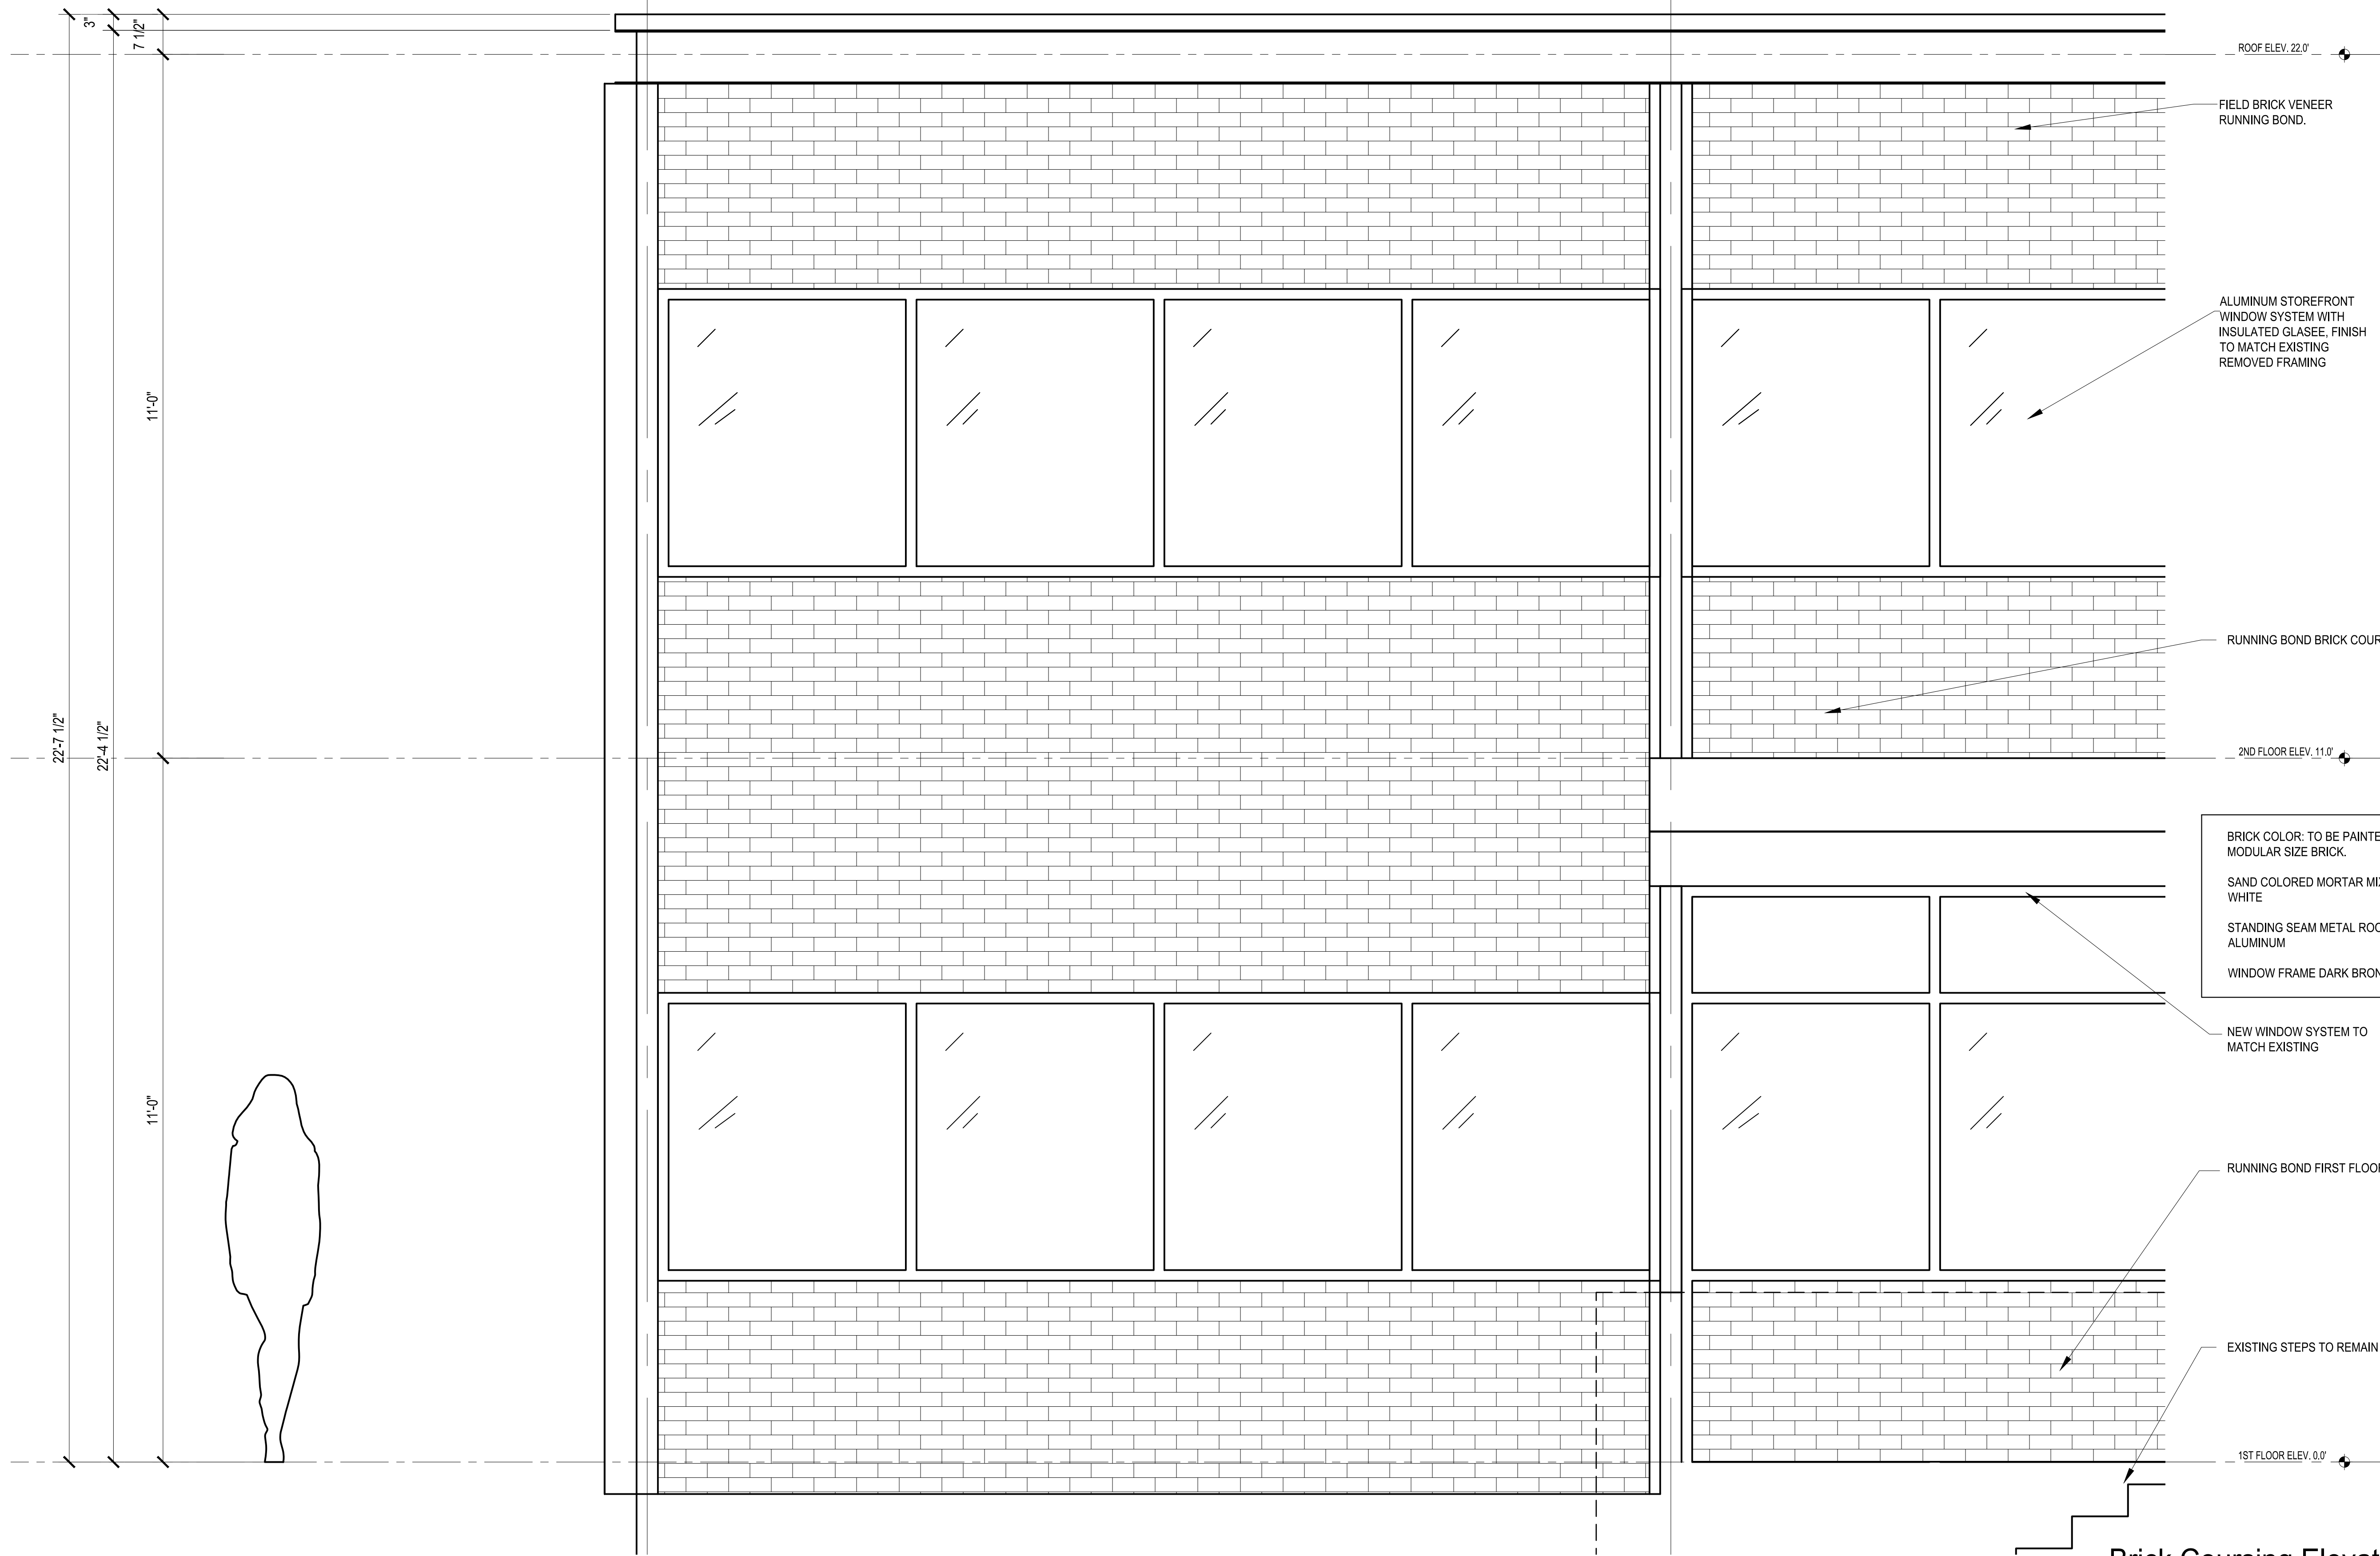 3"
7 1/2"
ROOF ELEV. 22.0'
FIELD BRICK VENEER
RUNNING BOND.
ALUMINUM STOREFRONT
WINDOW SYSTEM WITH
INSULATED GLASEE, FINISH
TO MATCH EXISTING
REMOVED FRAMING
11'-0"
RUNNING BOND BRICK COUR
22'-7 1/2"
22'-4 1/2"
2ND FLOOR ELEV. 11.0'
BRICK COLOR: TO BE PAINTE
MODULAR SIZE BRICK.
SAND COLORED MORTAR MI
WHITE
STANDING SEAM METAL ROO
ALUMINUM
WINDOW FRAME DARK BRON
NEW WINDOW SYSTEM TO
MATCH EXISTING
11'-0"
RUNNING BOND FIRST FLOOR
EXISTING STEPS TO REMAIN
1ST FLOOR ELEV. 0.0'
Brick Coursing Elevat